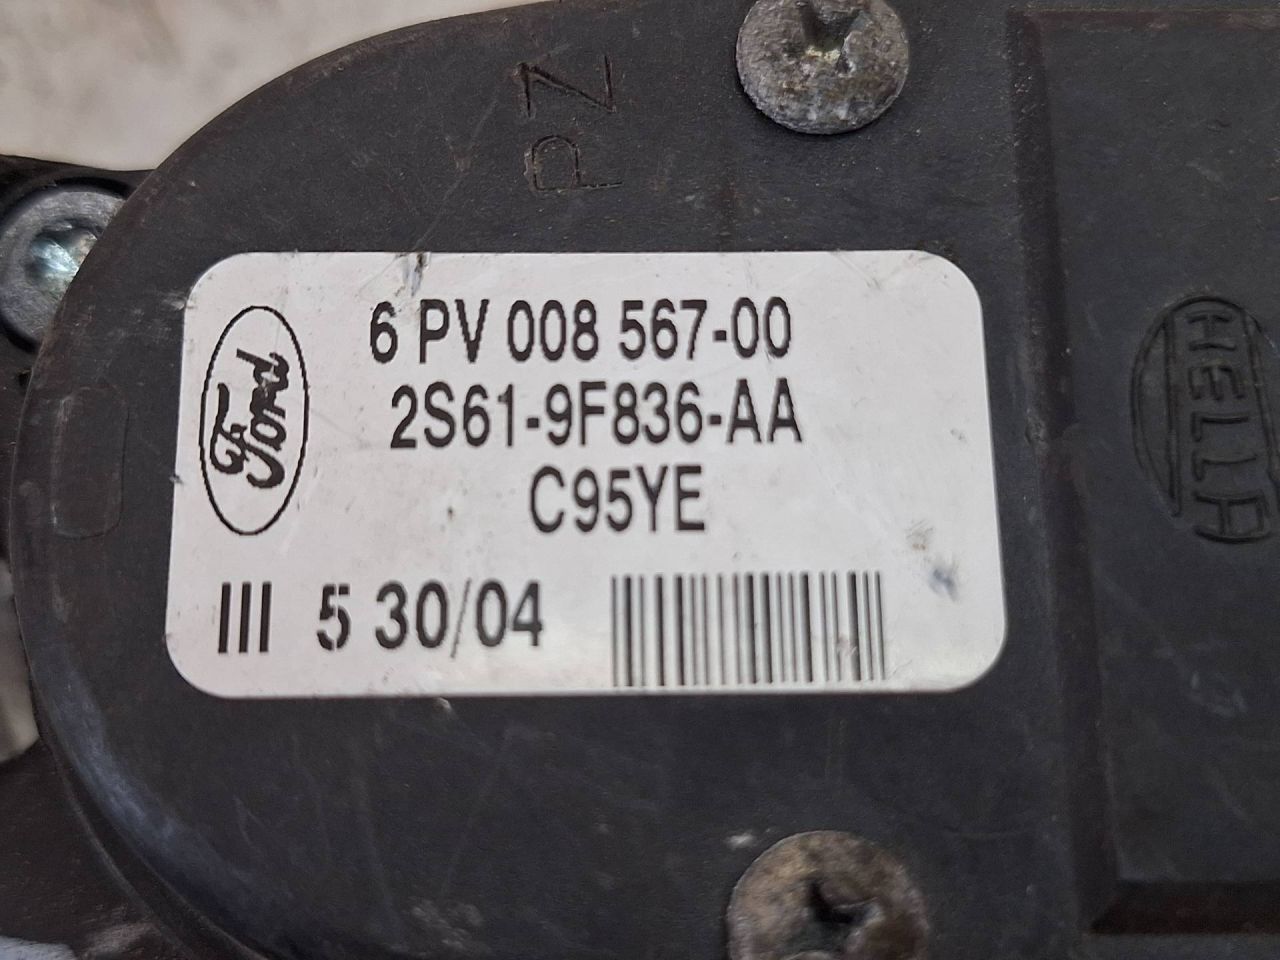 PZ
Ford
6 PV 008 567-00
2S61-9F836-AA
C95YE
III 5 30/04
HELLA